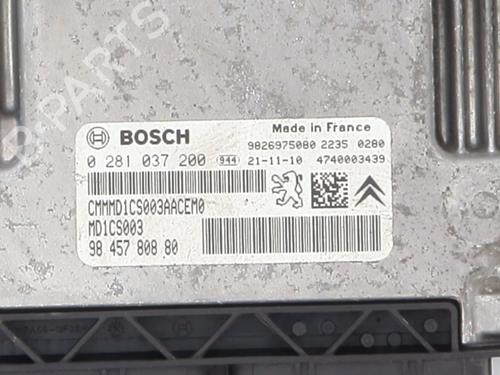 BOSCH
Made in France
0 281 037 200 944
9826975080 2235 0280
21-11-10 4740003439
CMMMD1CS003AACEM0
MD1CS003
98 457 808 80